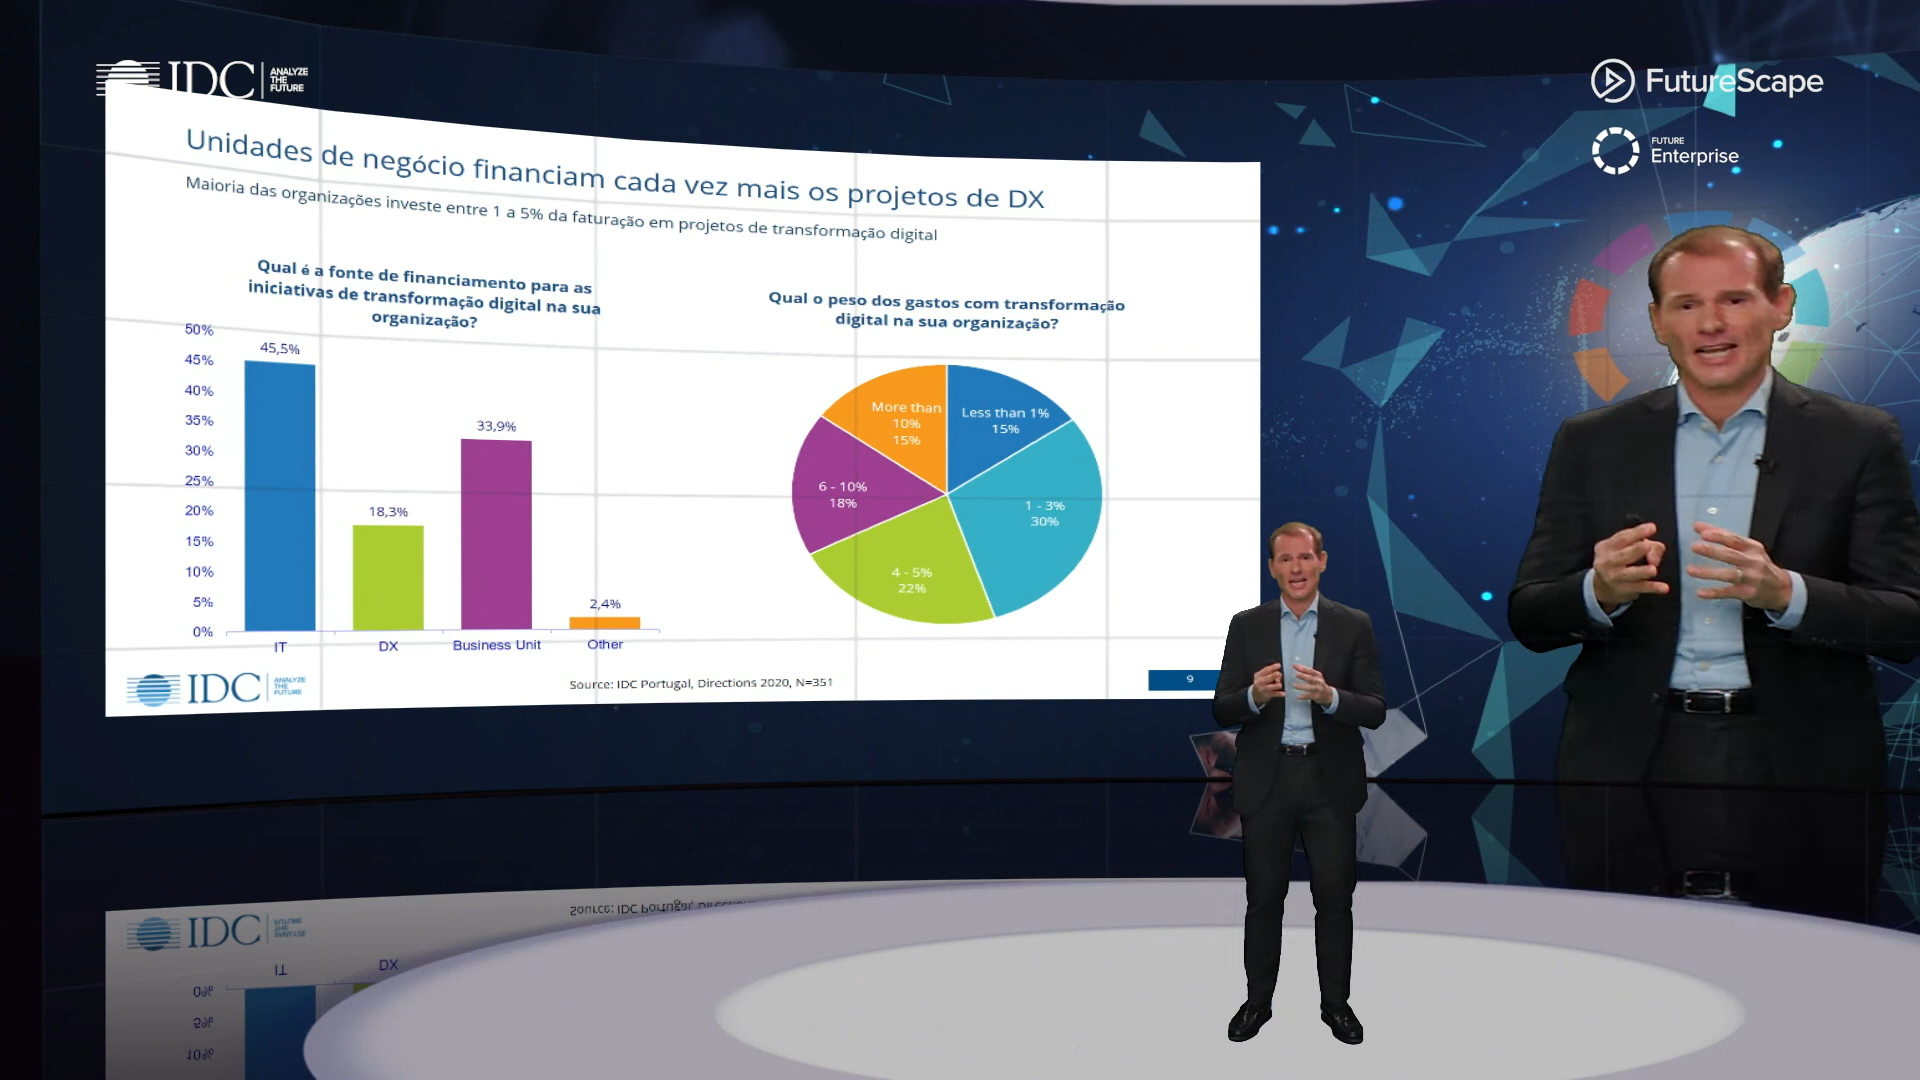 IDC
ANALYZE
THE
FUTURE
FutureScape
FUTURE
Enterprise
Unidades de negócio financiam cada vez mais os projetos de DX
Maioria das organizações investe entre 1 a 5% da faturação em projetos de transformação digital
Qual é a fonte de financiamento para as
iniciativas de transformação digital na sua
organização?
50%
45%
40%
35%
30%
25%
20%
15%
10%
5%
0%
45,5%
18,3%
33,9%
2,4%
IT
DX
Business Unit
Other
Qual o peso dos gastos com transformação
digital na sua organização?
More than
10%
15%
Less than 1%
15%
6 - 10%
18%
1 - 3%
30%
4 - 5%
22%
IDC
ANALYZE
THE
FUTURE
Source: IDC Portugal, Directions 2020, N=351
9